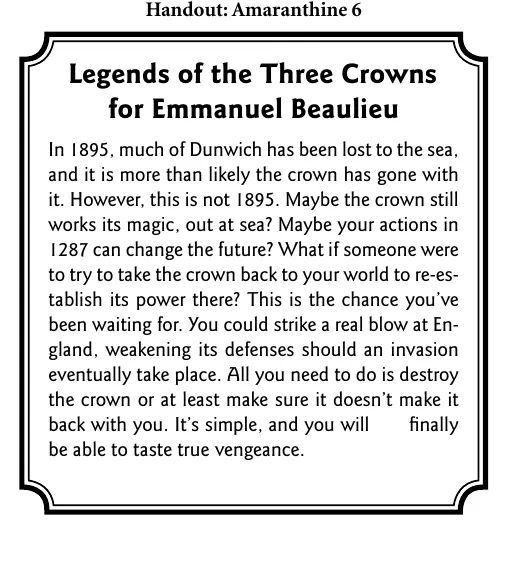 Handout: Amaranthine 6
Legends of the Three Crowns
for Emmanuel Beaulieu
In 1895, much of Dunwich has been lost to the sea,
and it is more than likely the crown has gone with
it. However, this is not 1895. Maybe the crown still
works its magic, out at sea? Maybe your actions in
1287 can change the future? What if someone were
to try to take the crown back to your world to re-es-
tablish its power there? This is the chance you've
been waiting for. You could strike a real blow at En-
gland, weakening its defenses should an invasion
eventually take place. All you need to do is destroy
the crown or at least make sure it doesn't make it
back with you. It's simple, and you will finally
be able to taste true vengeance.